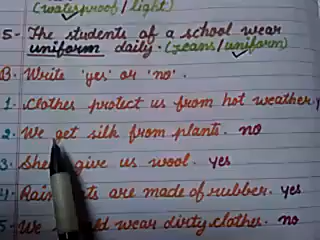 (waterproof / light)
5- The students of a school wear
uniform daily. (jeans / uniform)
B. Write 'yes' or 'no'.
1. Clothes protect us from hot weather.
2. We get silk from plants. no
3. give us wool. yes
4. are made of rubber. yes
5- We wear dirty clothes. no